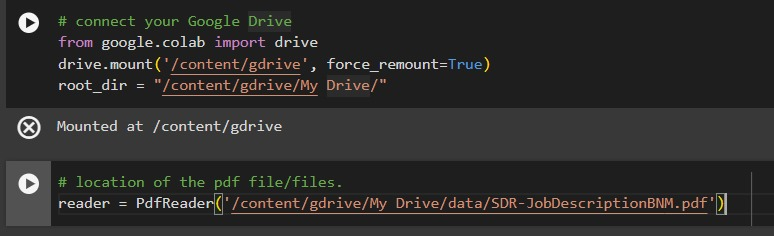 # connect your Google Drive
from google.colab import drive
drive.mount('/content/gdrive', force_remount=True)
root_dir = "/content/gdrive/My Drive/"
Mounted at /content/gdrive
# location of the pdf file/files.
reader = PdfReader('/content/gdrive/My Drive/data/SDR-JobDescriptionBNM.pdf')